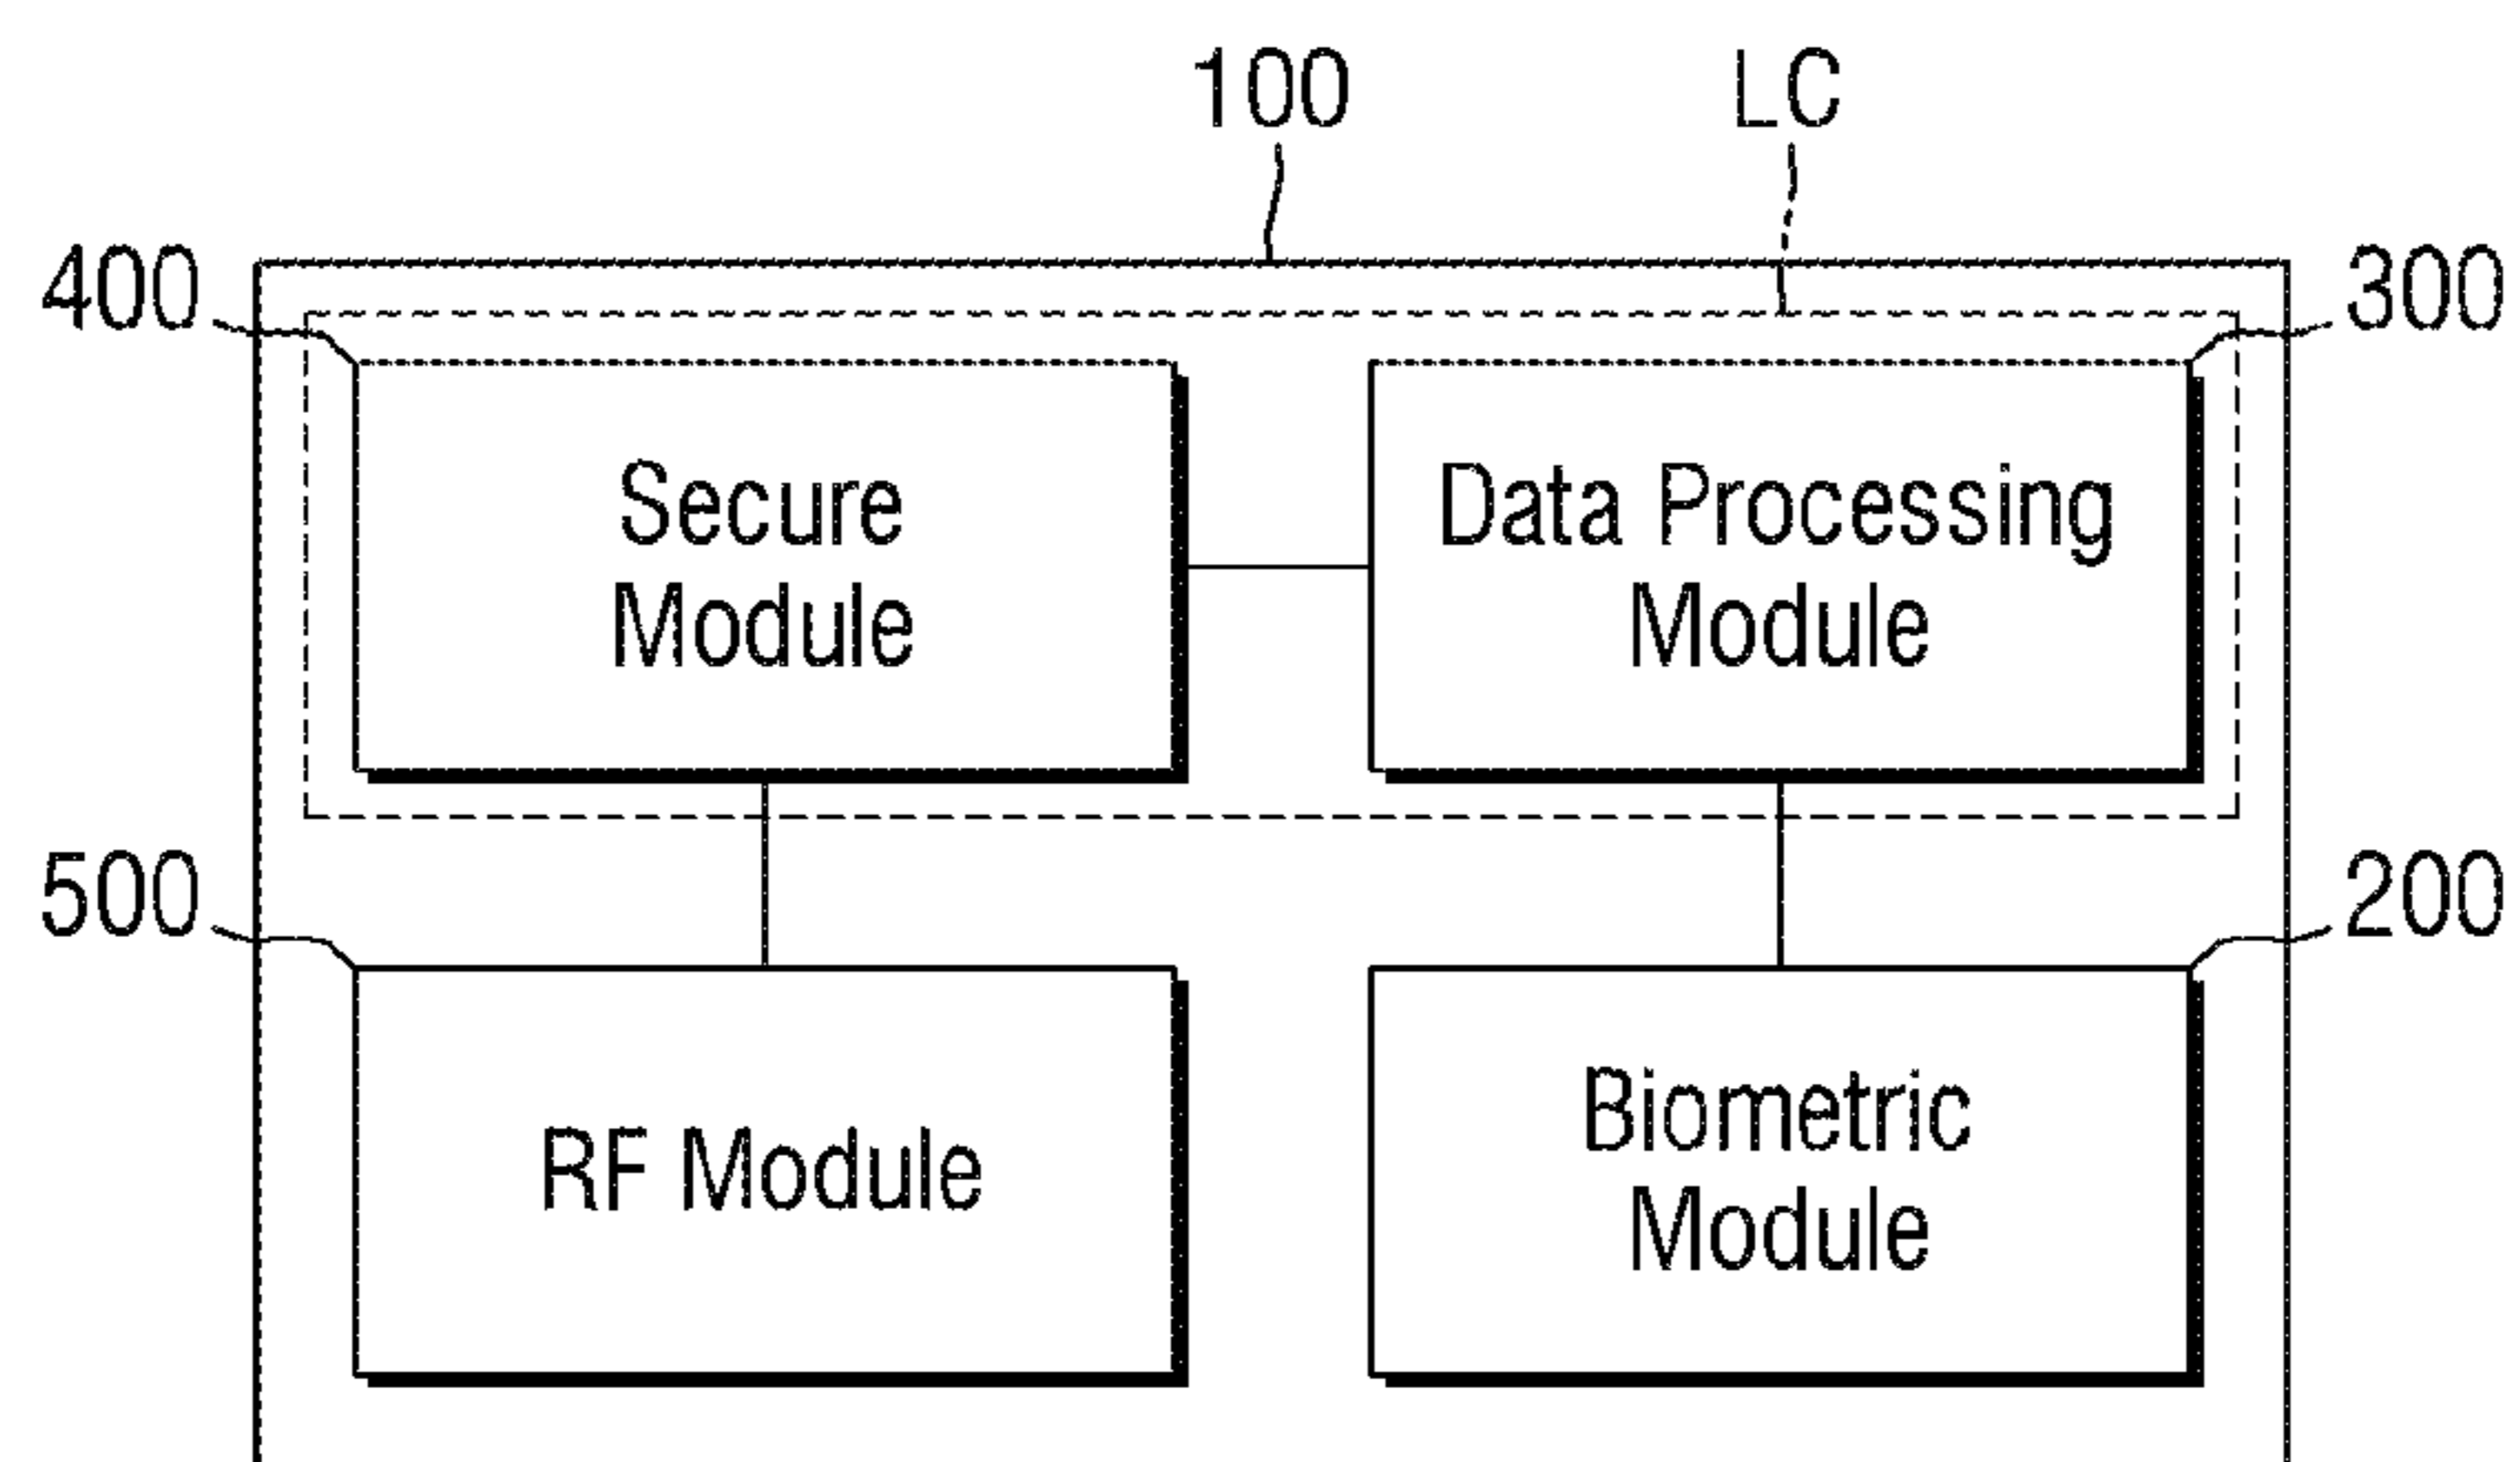 100
LC
400
300
Secure
Module
Data Processing
Module
500
200
RF Module
Biometric
Module